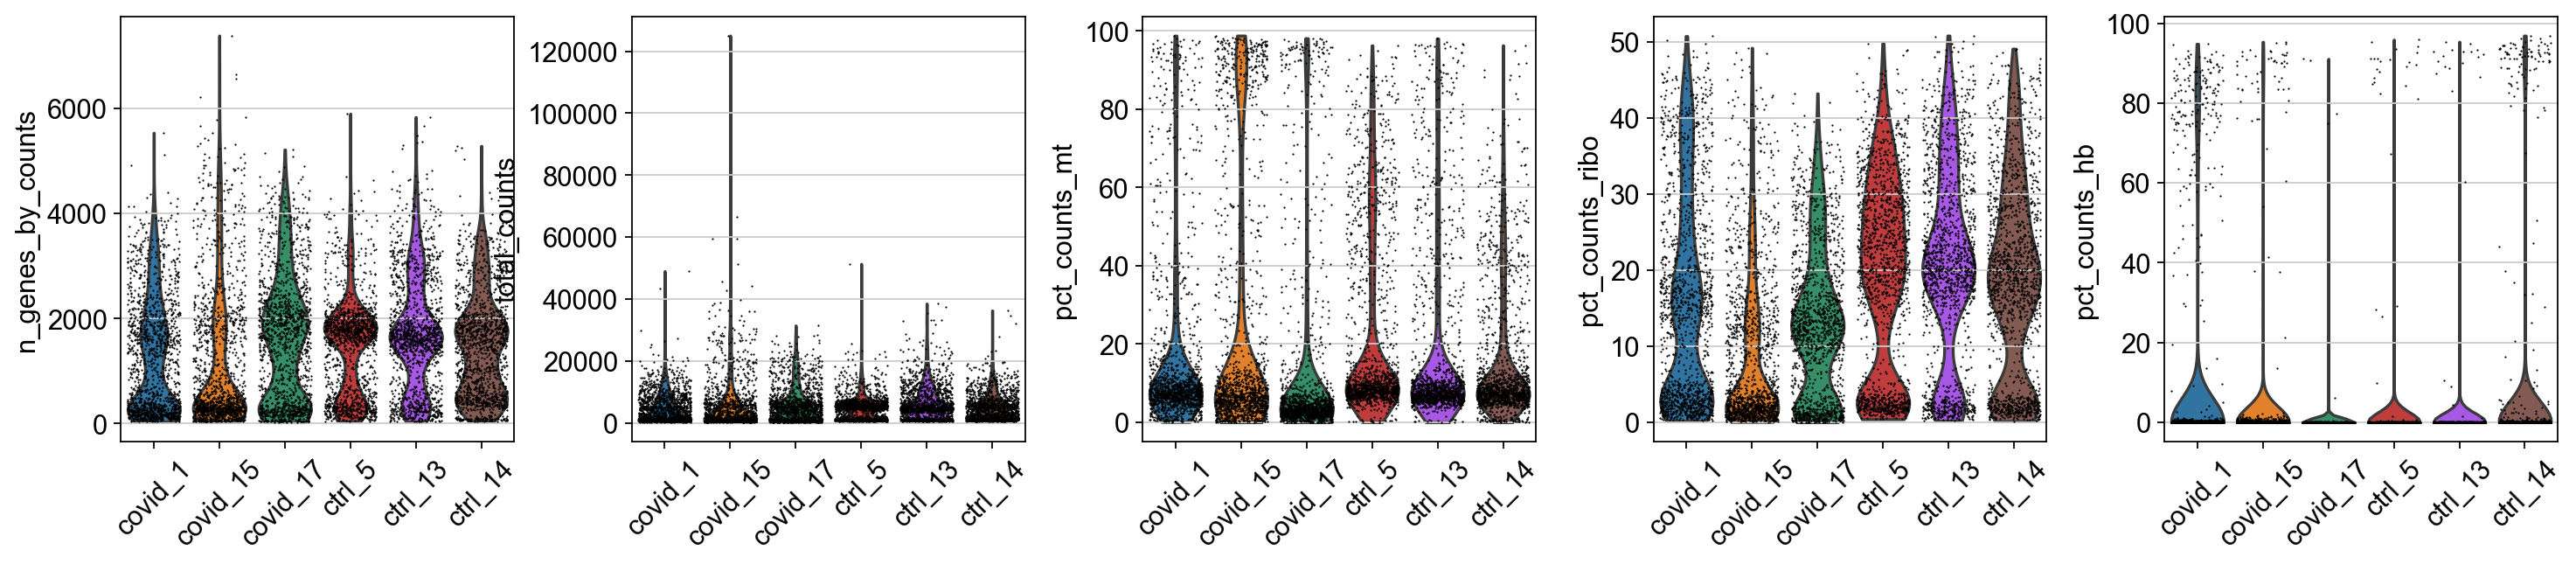 n_genes_by_counts
6000
4000
2000
0
covid_1
covid_15
covid_17
ctrl_5
ctrl_13
ctrl_14
total_counts
120000
100000
80000
60000
40000
20000
0
covid_1
covid_15
covid_17
ctrl_5
ctrl_13
ctrl_14
pct_counts_mt
100
80
60
40
20
0
covid_1
covid_15
covid_17
ctrl_5
ctrl_13
ctrl_14
pct_counts_ribo
50
40
30
20
10
0
covid_1
covid_15
covid_17
ctrl_5
ctrl_13
ctrl_14
pct_counts_hb
100
80
60
40
20
0
covid_1
covid_15
covid_17
ctrl_5
ctrl_13
ctrl_14